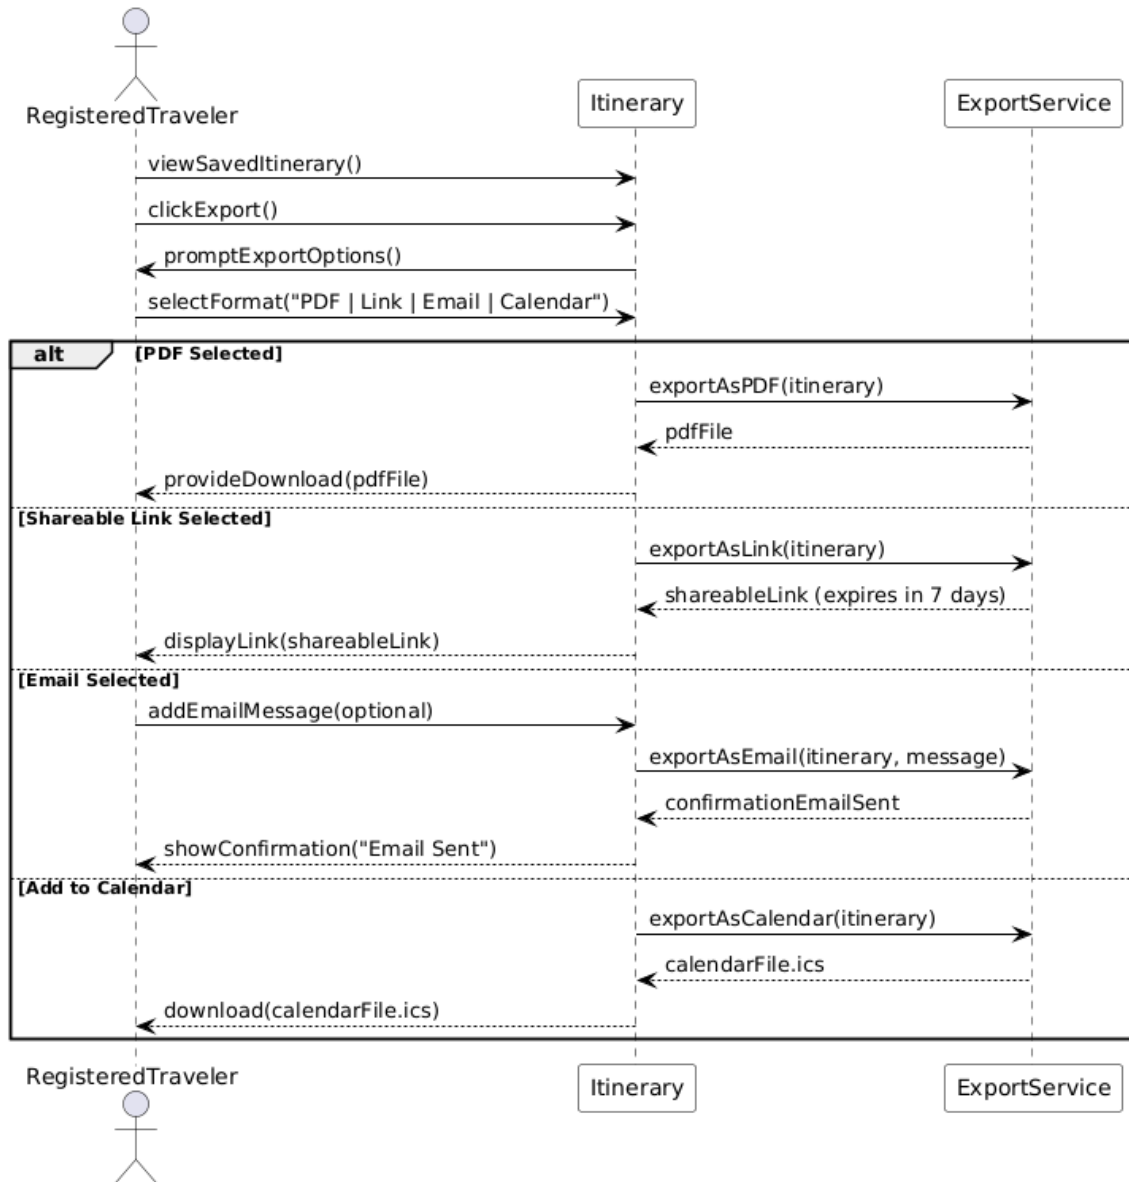 RegisteredTraveler
Itinerary
ExportService
viewSavedItinerary()
clickExport()
promptExportOptions()
selectFormat("PDF | Link | Email | Calendar")
alt [PDF Selected]
exportAsPDF(itinerary)
pdfFile
provideDownload(pdfFile)
[Shareable Link Selected]
exportAsLink(itinerary)
shareableLink (expires in 7 days)
displayLink(shareableLink)
[Email Selected]
addEmailMessage(optional)
exportAsEmail(itinerary, message)
confirmationEmailSent
showConfirmation("Email Sent")
[Add to Calendar]
exportAsCalendar(itinerary)
calendarFile.ics
download(calendarFile.ics)
RegisteredTraveler
Itinerary
ExportService